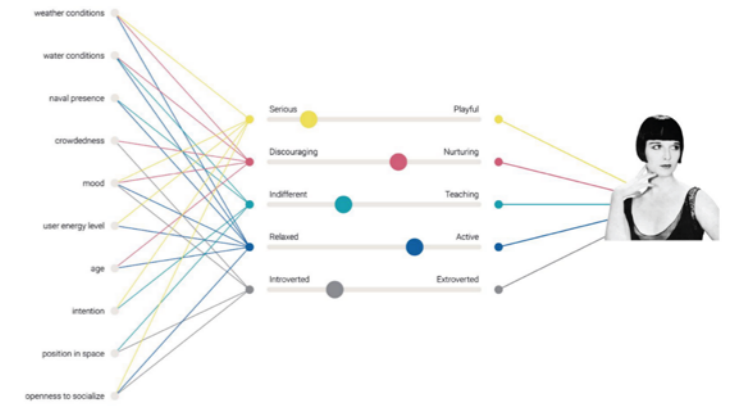 weather conditions
water conditions
naval presence
crowdedness
mood
user energy level
age
intention
position in space
openness to socialize
Serious Playful
Discouraging Nurturing
Indifferent Teaching
Relaxed Active
Introverted Extroverted